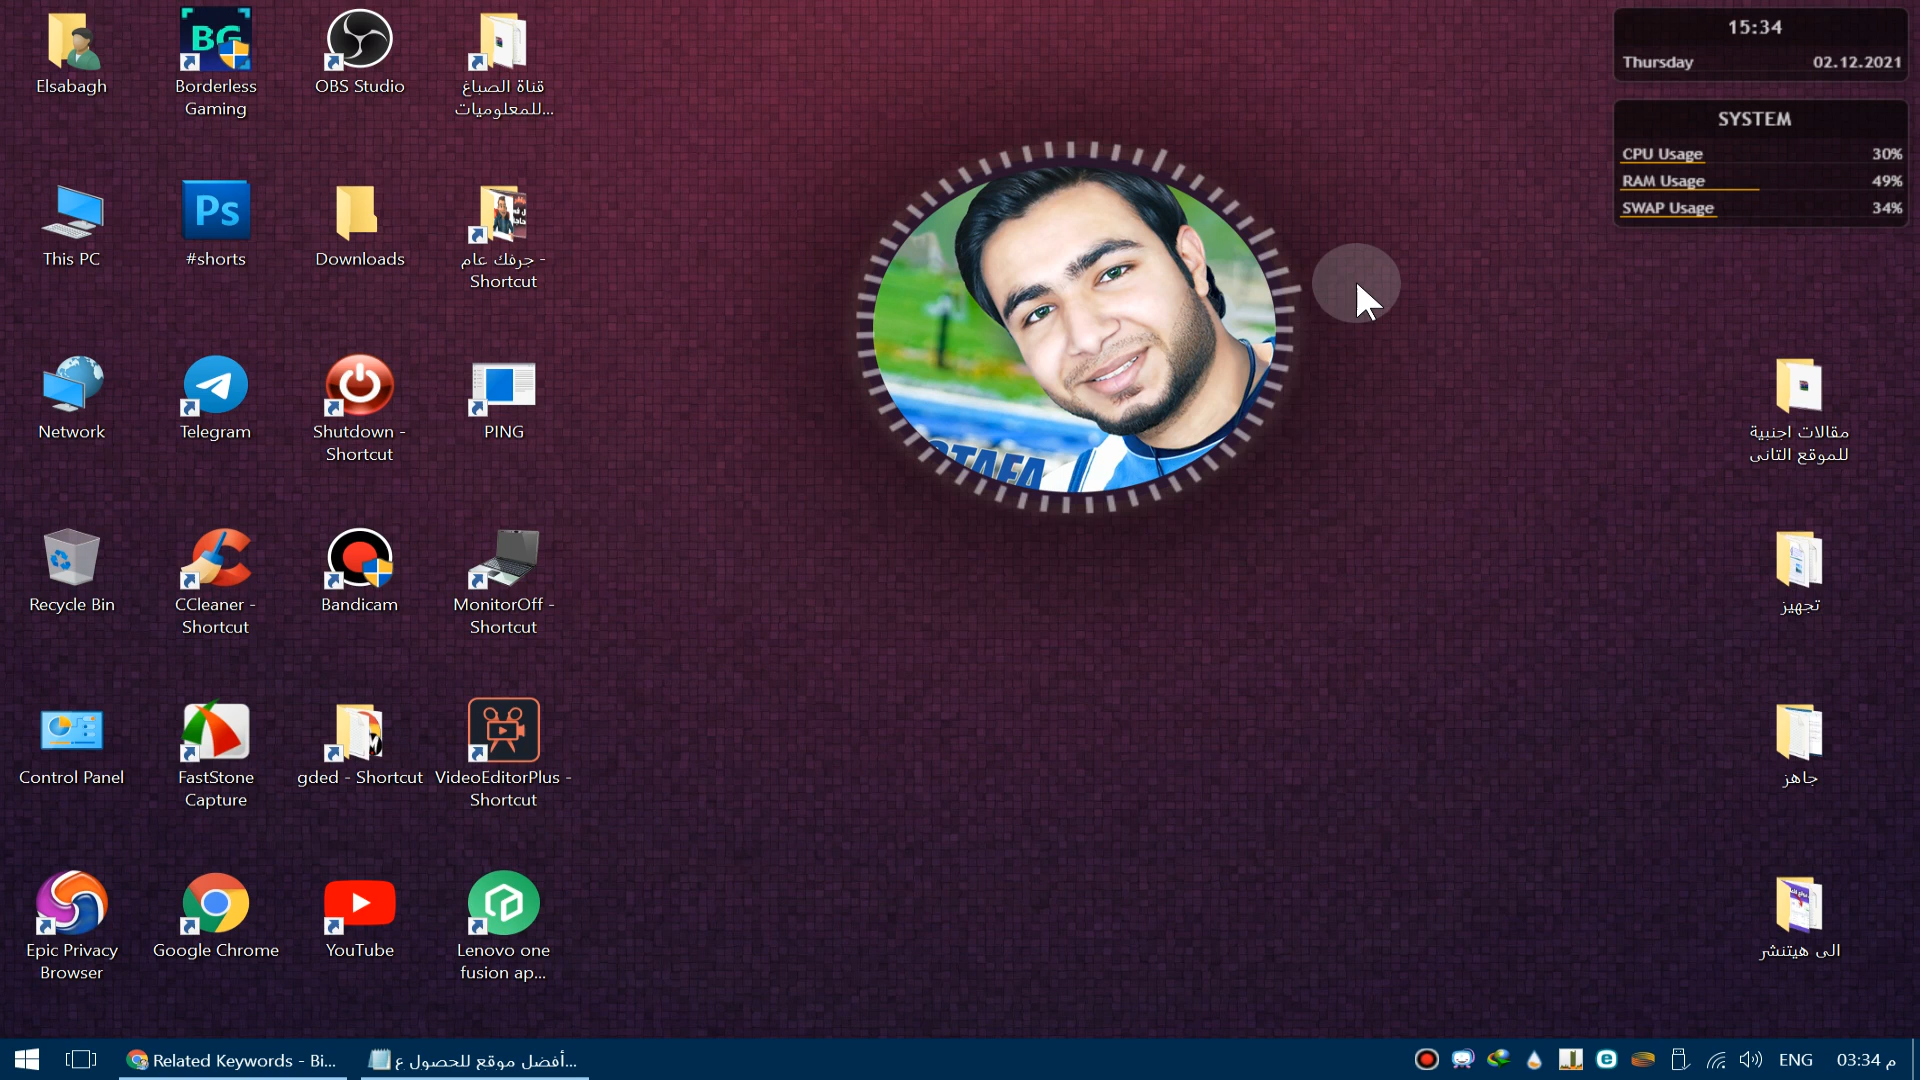 Elsabagh
BG
Borderless
Gaming
OBS Studio
قناة الصباغ
للمعلوميات...
This PC
Ps
#shorts
Downloads
جرفك عام -
Shortcut
Network
Telegram
Shutdown -
Shortcut
PING
Recycle Bin
CCleaner -
Shortcut
Bandicam
MonitorOff -
Shortcut
Control Panel
FastStone
Capture
gded - Shortcut
VideoEditorPlus -
Shortcut
Epic Privacy
Browser
Google Chrome
YouTube
Lenovo one
fusion ap...
15:34
Thursday 02.12.2021
SYSTEM
CPU Usage 30%
RAM Usage 49%
SWAP Usage 34%
مقالات اجنبية
للموقع التانى
تجهيز
جاهز
الى هيتنشر
Related Keywords - Bi...
أفضل موقع للحصول ع...
ENG
03:34 م